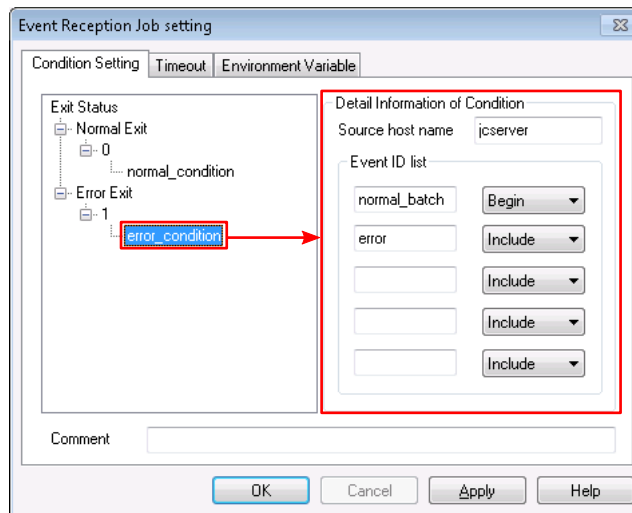 Event Reception Job setting
Condition Setting Timeout Environment Variable
Exit Status
Normal Exit
0
normal_condition
Error Exit
1
error_condition
Detail Information of Condition
Source host name jcserver
Event ID list
normal_batch Begin
error Include
Include
Include
Include
Comment
OK Cancel Apply Help